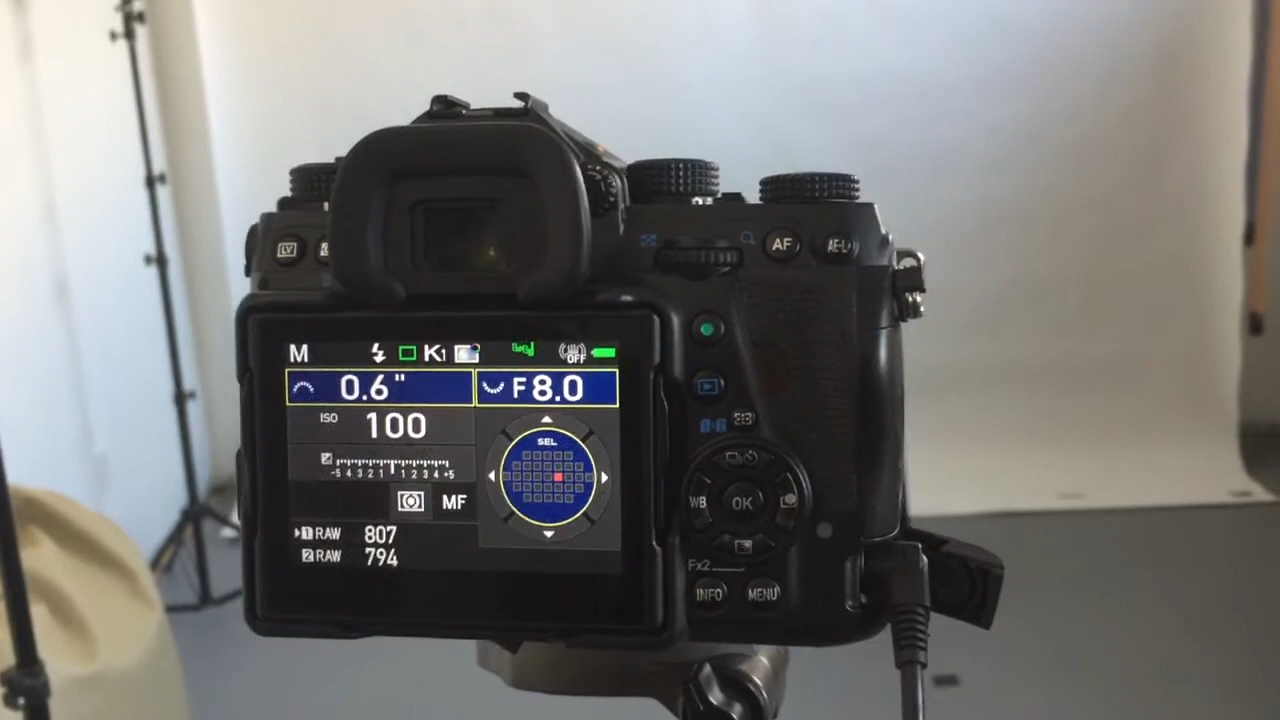 LV
AF
AE-L
M K1 OFF
0.6" F8.0
ISO 100
SEL
-5 4 3 2 1 1 2 3 4 +5
MF
1 RAW 807
2 RAW 794
WB OK
Fx2
INFO MENU